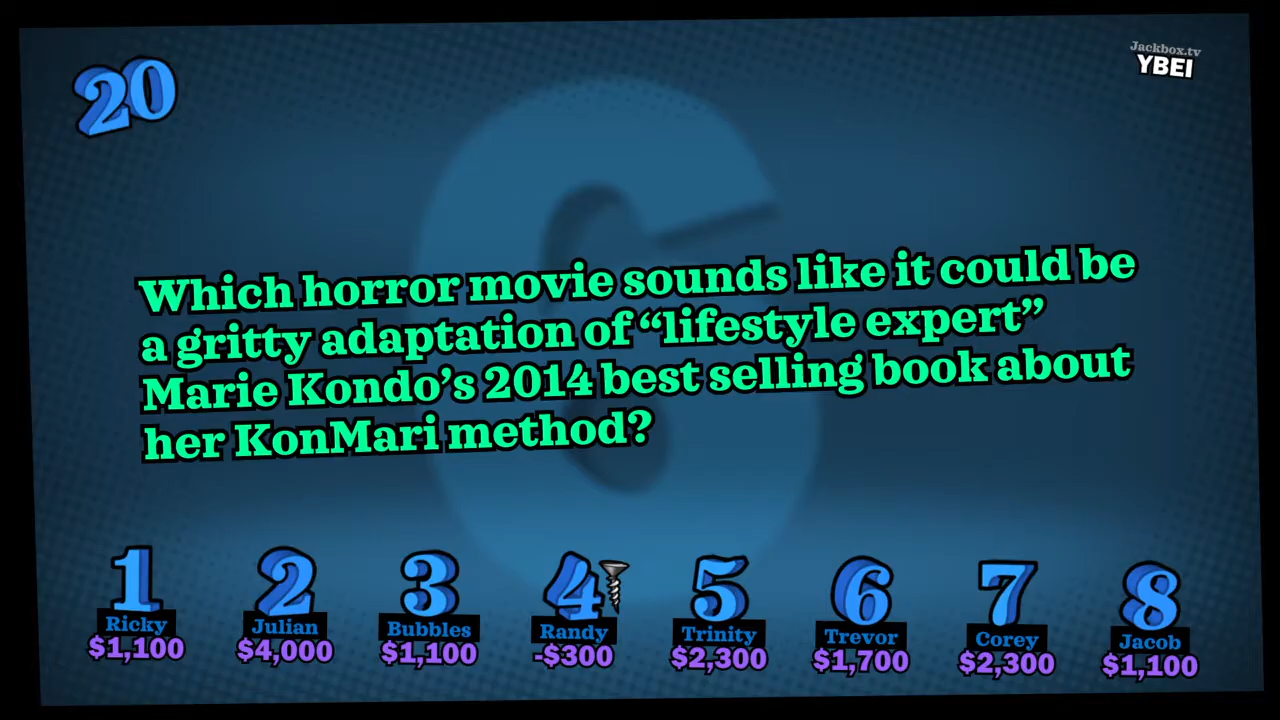 Jackbox.tv
YBEI
20
6
Which horror movie sounds like it could be
a gritty adaptation of “lifestyle expert”
Marie Kondo’s 2014 best selling book about
her KonMari method?
1 2 3 4 5 6 7 8
Ricky Julian Bubbles Randy Trinity Trevor Corey Jacob
$1,100 $4,000 $1,100 -$300 $2,300 $1,700 $2,300 $1,100